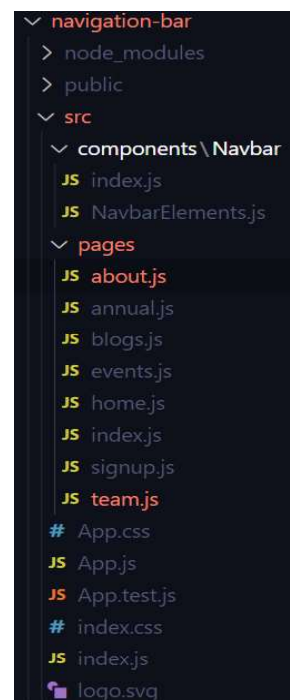 navigation-bar
node_modules
public
src
components\Navbar
JS index.js
JS NavbarElements.js
pages
JS about.js
JS annual.js
JS blogs.js
JS events.js
JS home.js
JS index.js
JS signup.js
JS team.js
# App.css
JS App.js
JS App.test.js
# index.css
JS index.js
logo.svg